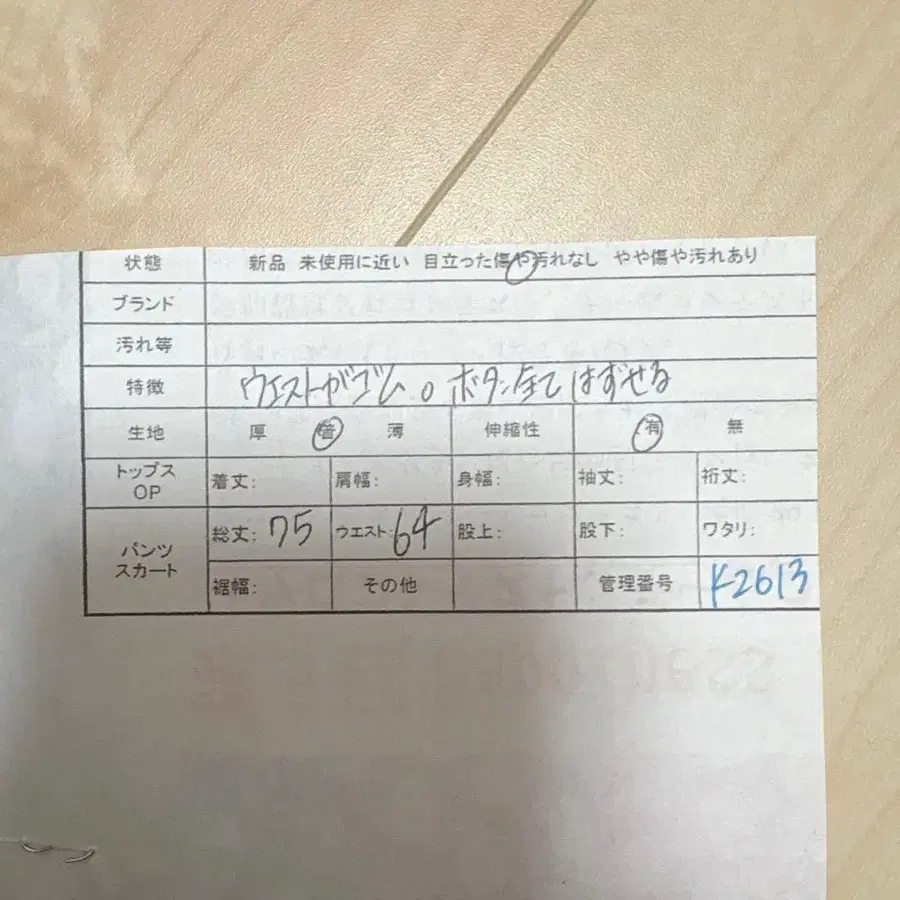 状態 新品 未使用に近い 目立った傷や汚れなし やや傷や汚れあり
ブランド
汚れ等
特徴 ウエストがゴム。ボタン全てはずせる
生地 厚 普 薄 伸縮性 有 無
トップス OP 着丈: 肩幅: 身幅: 袖丈: 裄丈:
パンツ スカート 総丈: 75 ウエスト: 64 股上: 股下: ワタリ:
裾幅: その他 管理番号 K2613